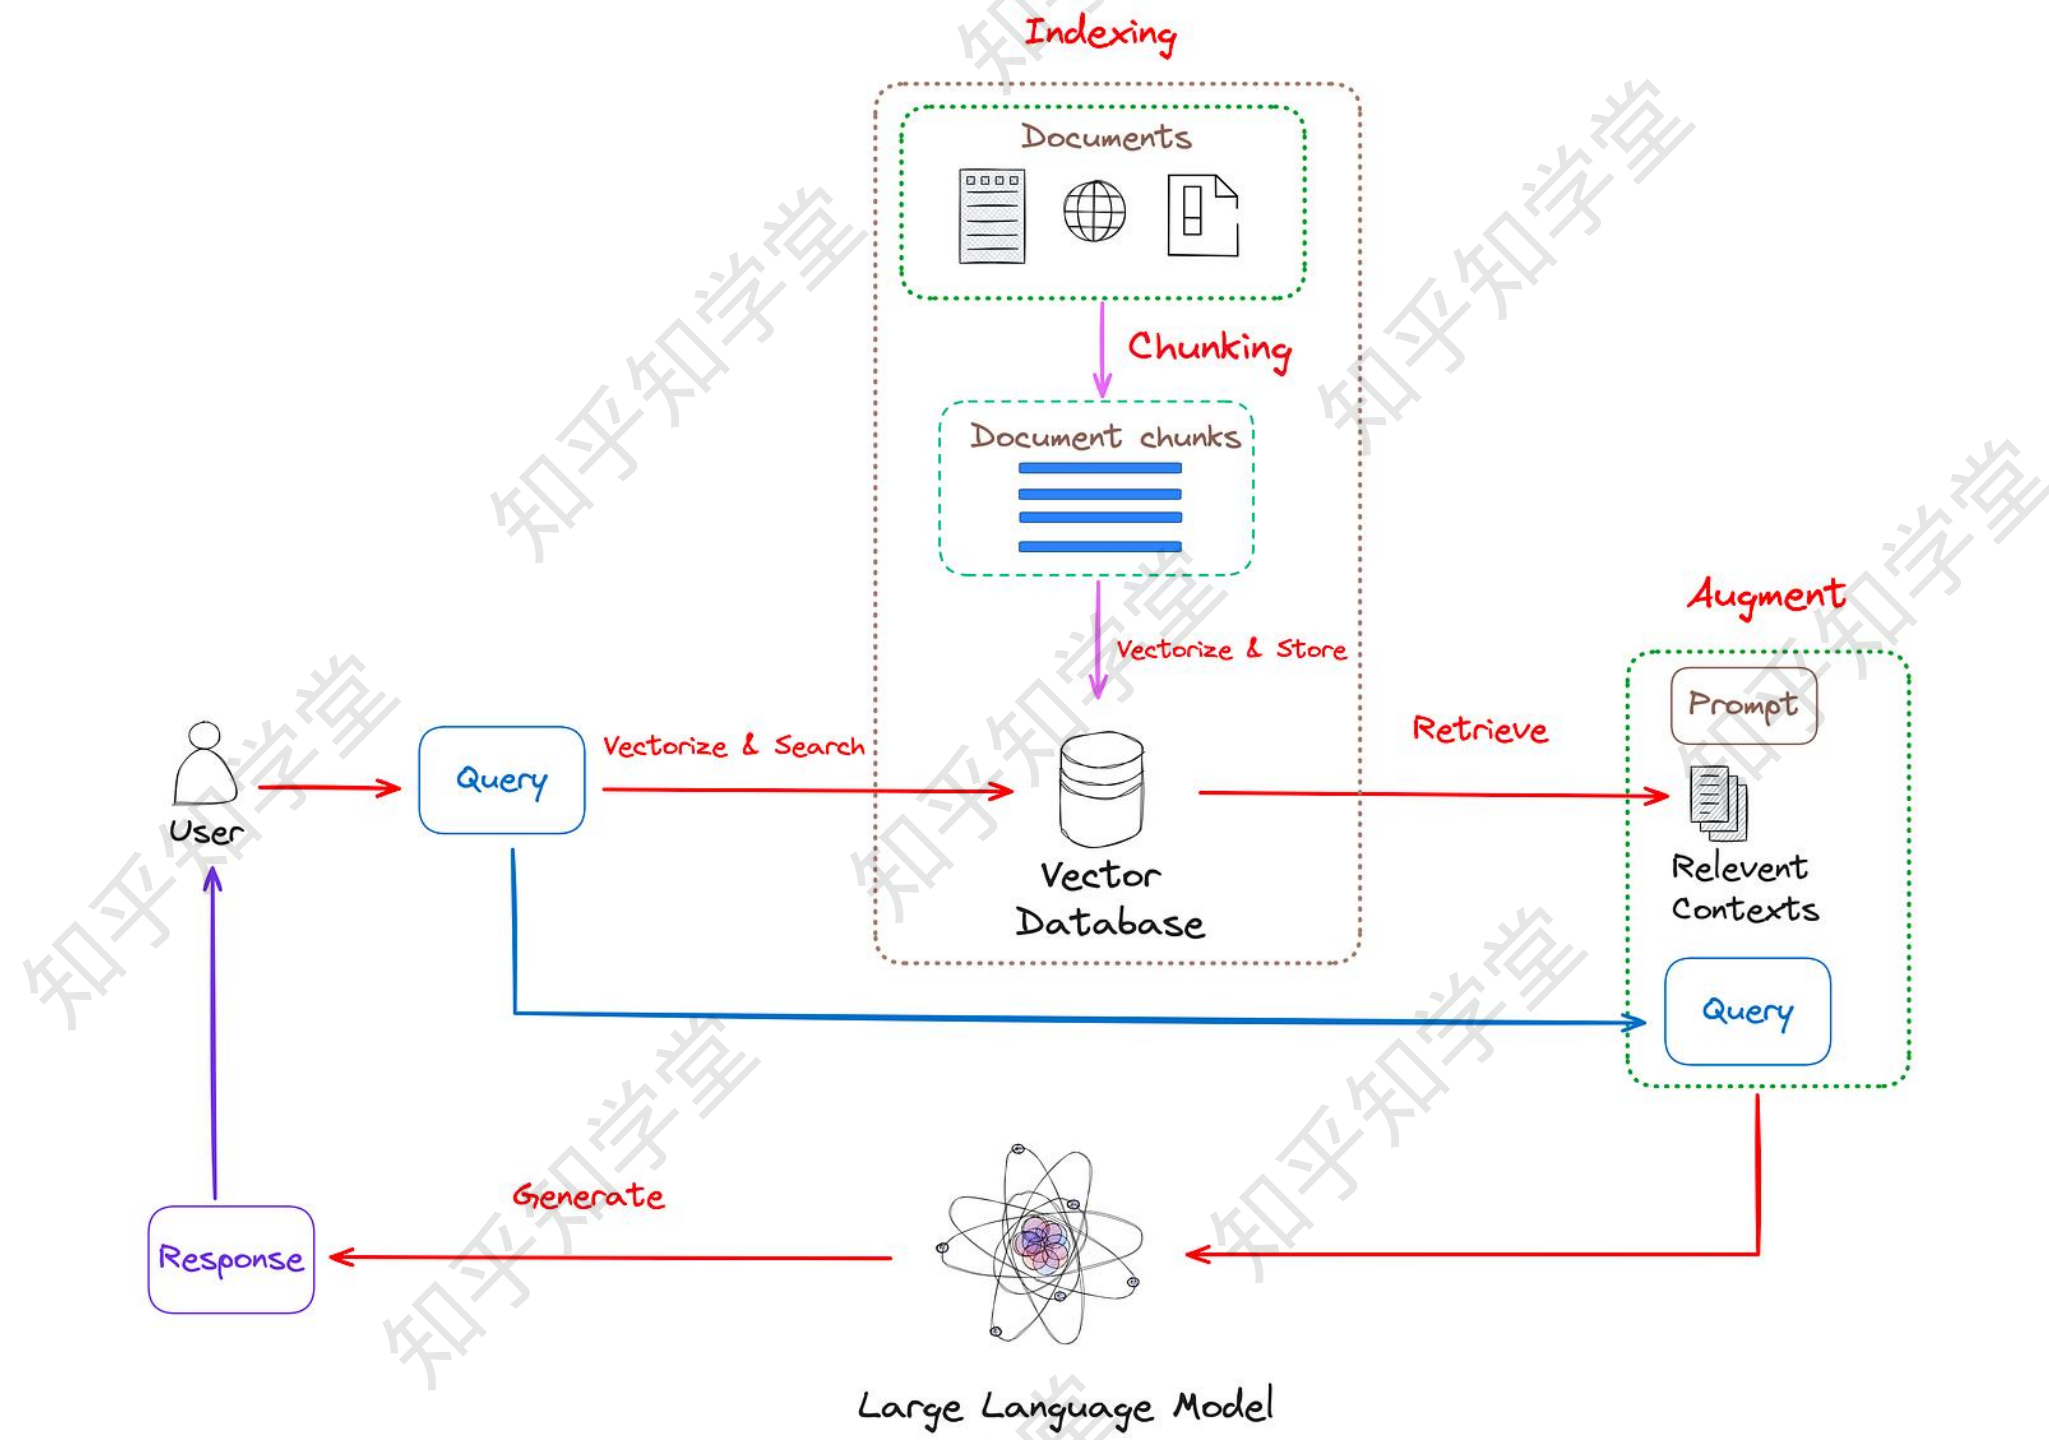 Indexing
Documents
Chunking
Document chunks
Vectorize & Store
Augment
Prompt
User
Query
Vectorize & Search
Vector
Database
Retrieve
Relevent
Contexts
Query
Generate
Response
Large Language Model
知乎知学堂
知乎知学堂
知乎知学堂
知乎知学堂
知乎知学堂
知乎知学堂
知乎知学堂